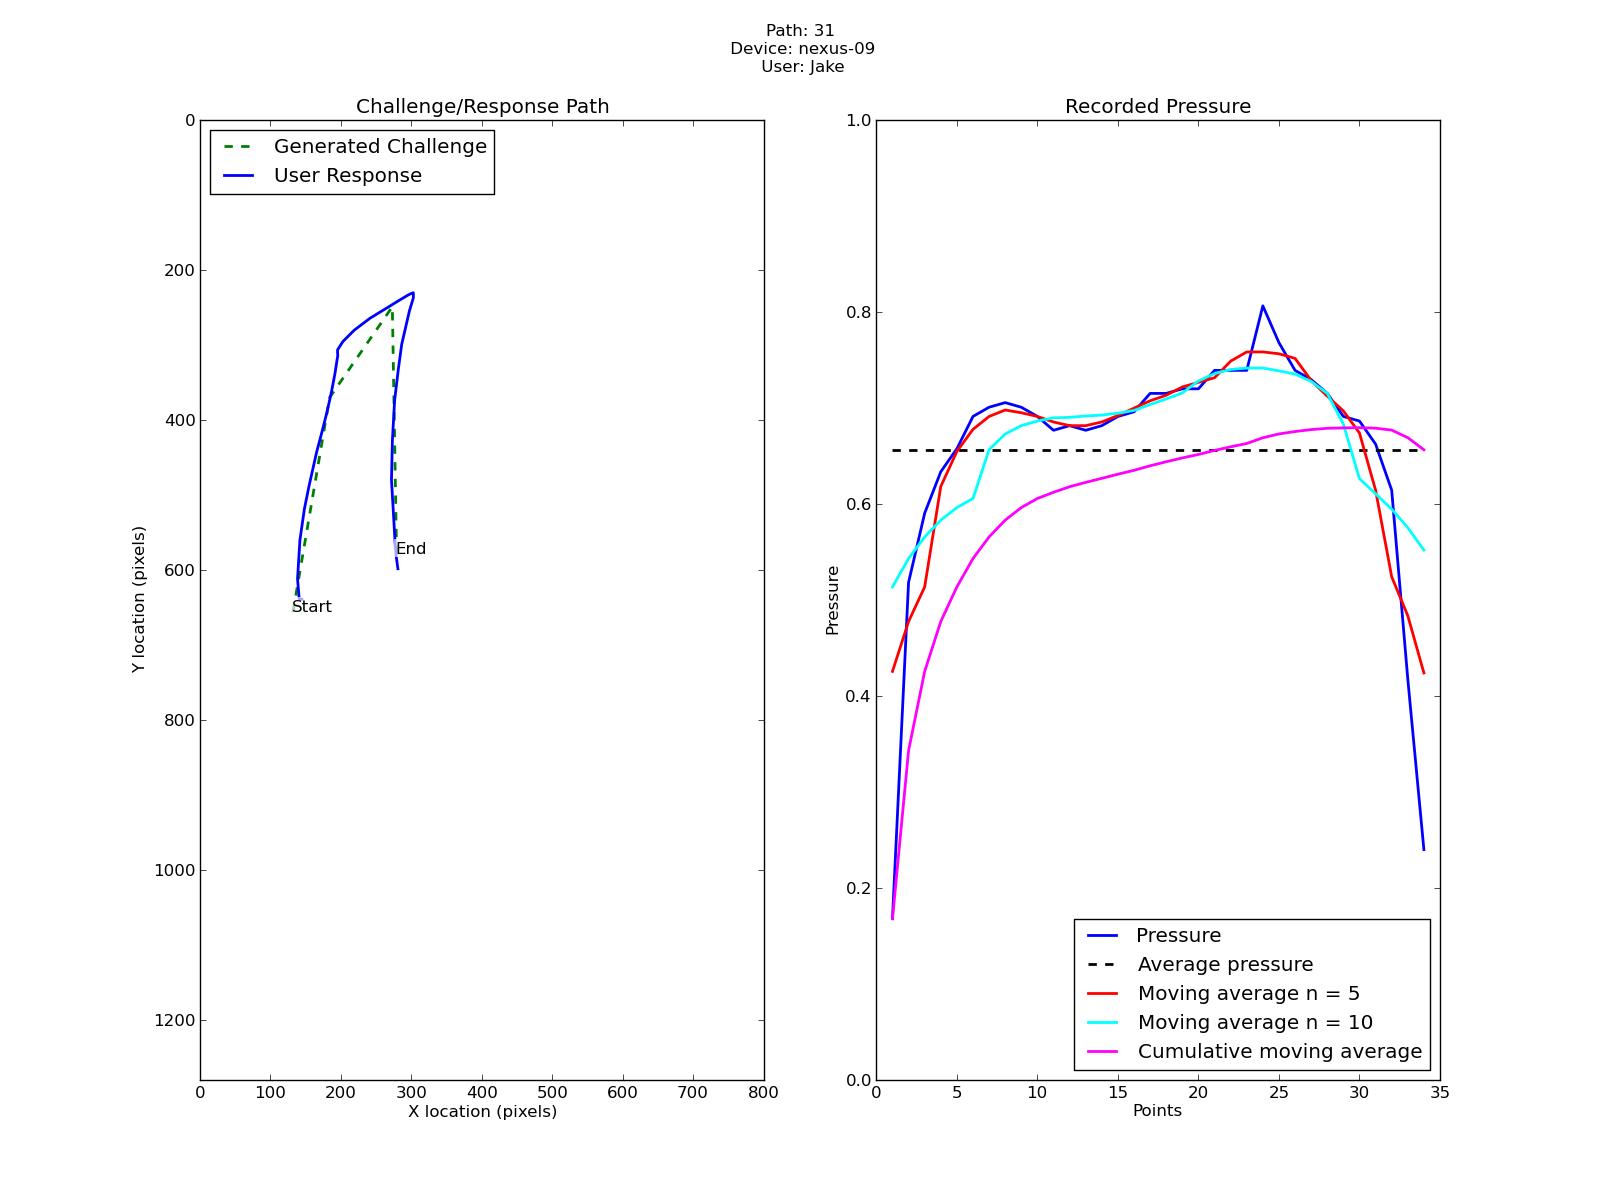 Path: 31
Device: nexus-09
User: Jake
Challenge/Response Path
Generated Challenge
User Response
0
200
400
600
800
1000
1200
Y location (pixels)
Start
End
0 100 200 300 400 500 600 700 800
X location (pixels)
Recorded Pressure
1.0
0.8
0.6
0.4
0.2
0.0
Pressure
Pressure
Average pressure
Moving average n = 5
Moving average n = 10
Cumulative moving average
0 5 10 15 20 25 30 35
Points